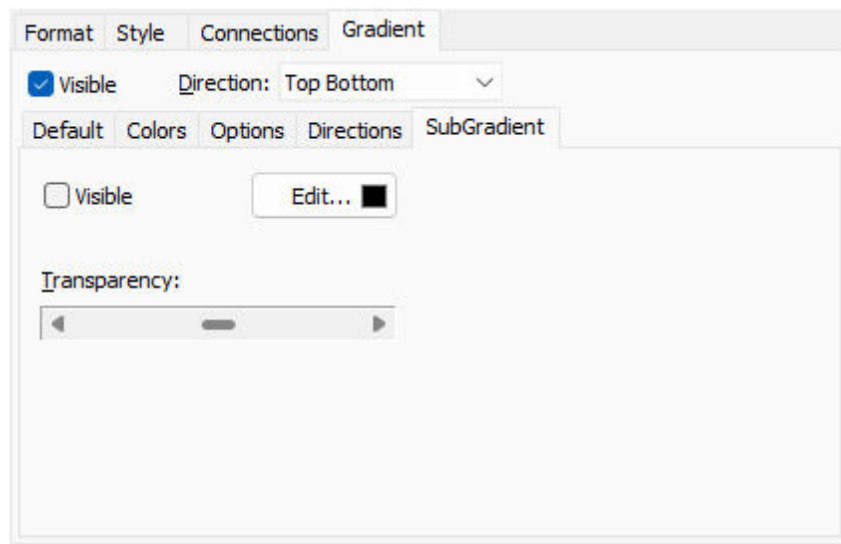 Format Style Connections Gradient
Visible Direction: Top Bottom
Default Colors Options Directions SubGradient
Visible Edit...
Transparency: